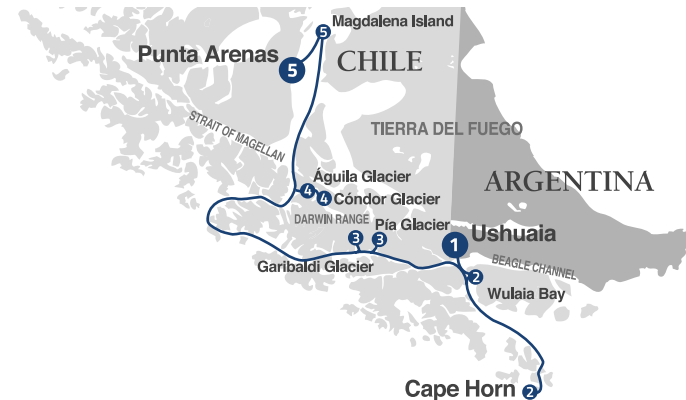 Magdalena Island
5
Punta Arenas
5
CHILE
STRAIT OF MAGELLAN
TIERRA DEL FUEGO
Águila Glacier
4
4
Cóndor Glacier
ARGENTINA
DARWIN RANGE
Pía Glacier
3
3
1
Ushuaia
Garibaldi Glacier
BEAGLE CHANNEL
2
Wulaia Bay
Cape Horn
2